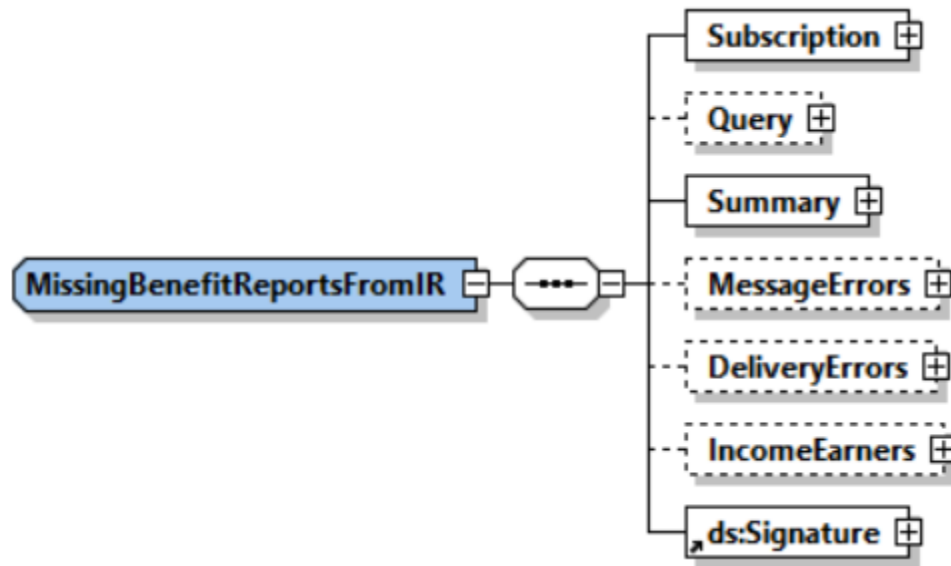 Subscription
Query
Summary
MissingBenefitReportsFromIR
MessageErrors
DeliveryErrors
IncomeEarners
ds:Signature